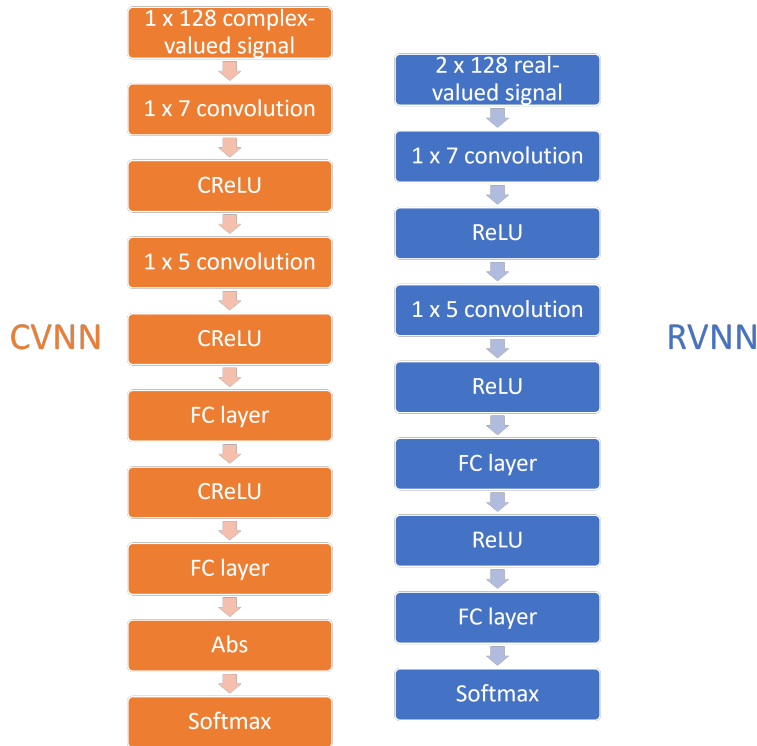 CVNN
1 x 128 complex-
valued signal
1 x 7 convolution
CReLU
1 x 5 convolution
CReLU
FC layer
CReLU
FC layer
Abs
Softmax
2 x 128 real-
valued signal
1 x 7 convolution
ReLU
1 x 5 convolution
ReLU
FC layer
ReLU
FC layer
Softmax
RVNN